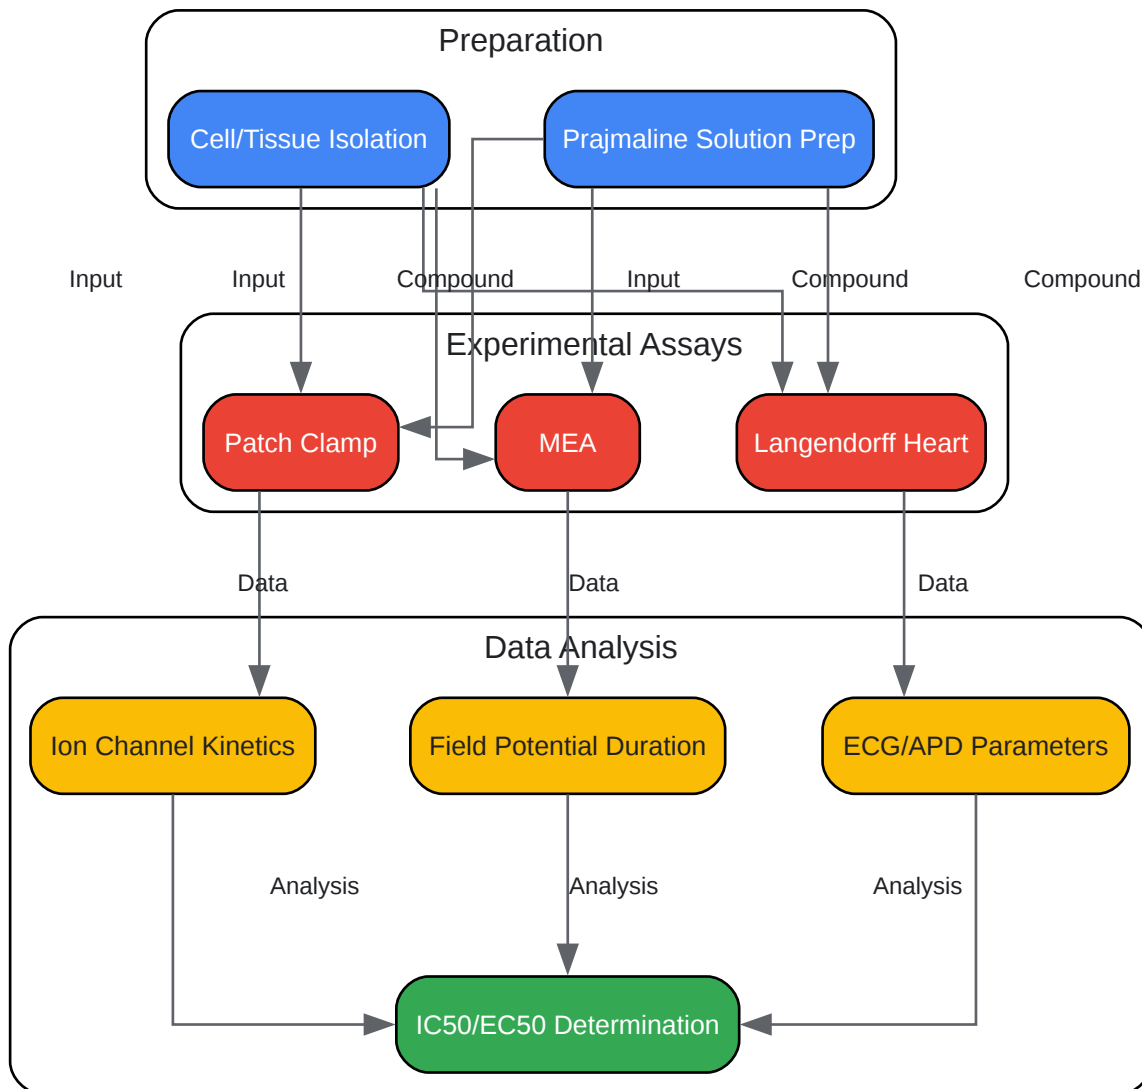 Preparation
Cell/Tissue Isolation
Prajmaline Solution Prep
Input
Input
Compound
Input
Compound
Compound
Experimental Assays
Patch Clamp
MEA
Langendorff Heart
Data
Data
Data
Data Analysis
Ion Channel Kinetics
Field Potential Duration
ECG/APD Parameters
Analysis
Analysis
Analysis
IC50/EC50 Determination